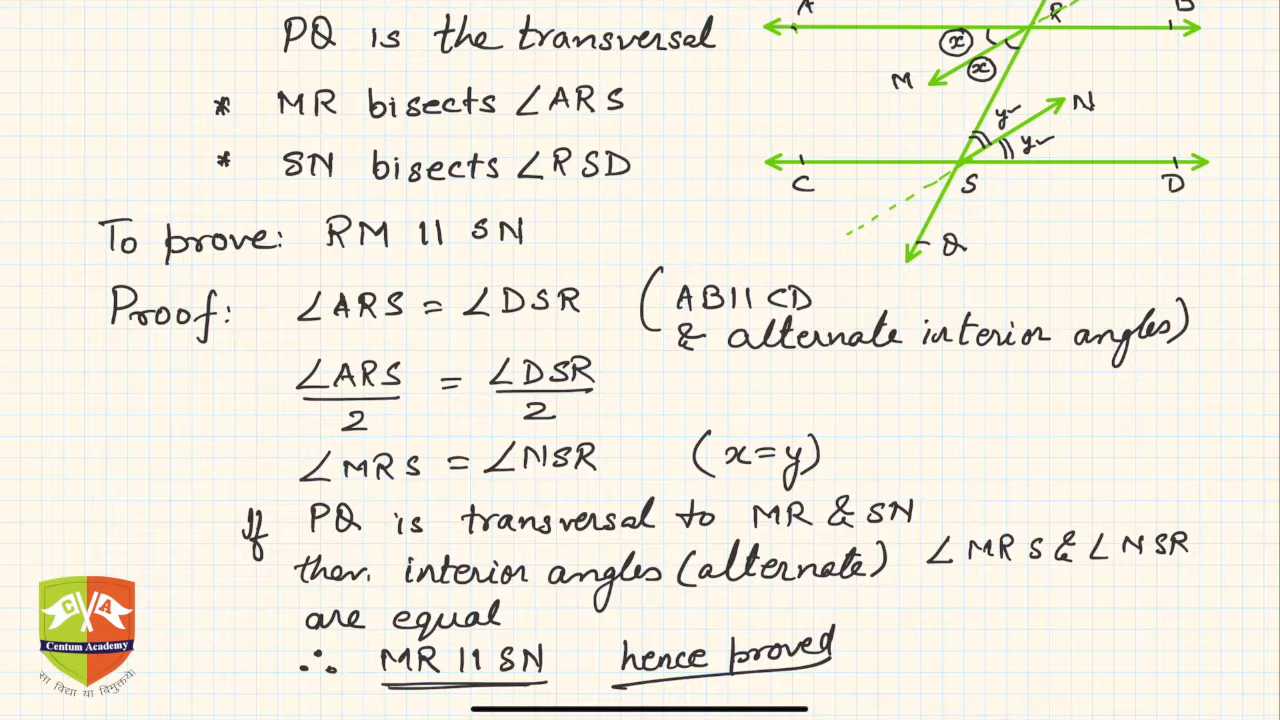 A
R
B
PQ is the transversal
x
x
M
* MR bisects ∠ARS
N
y
y
* SN bisects ∠RSD
C
S
D
To prove: RM || SN
Q
Proof: ∠ARS = ∠DSR (AB || CD
& alternate interior angles)
∠ARS/2 = ∠DSR/2
∠MRS = ∠NSR (x=y)
If PQ is transversal to MR & SN
then interior angles (alternate) ∠MRS & ∠NSR
are equal
∴ MR || SN hence proved
C A
Centum Academy
सा विद्या या विमुक्तये